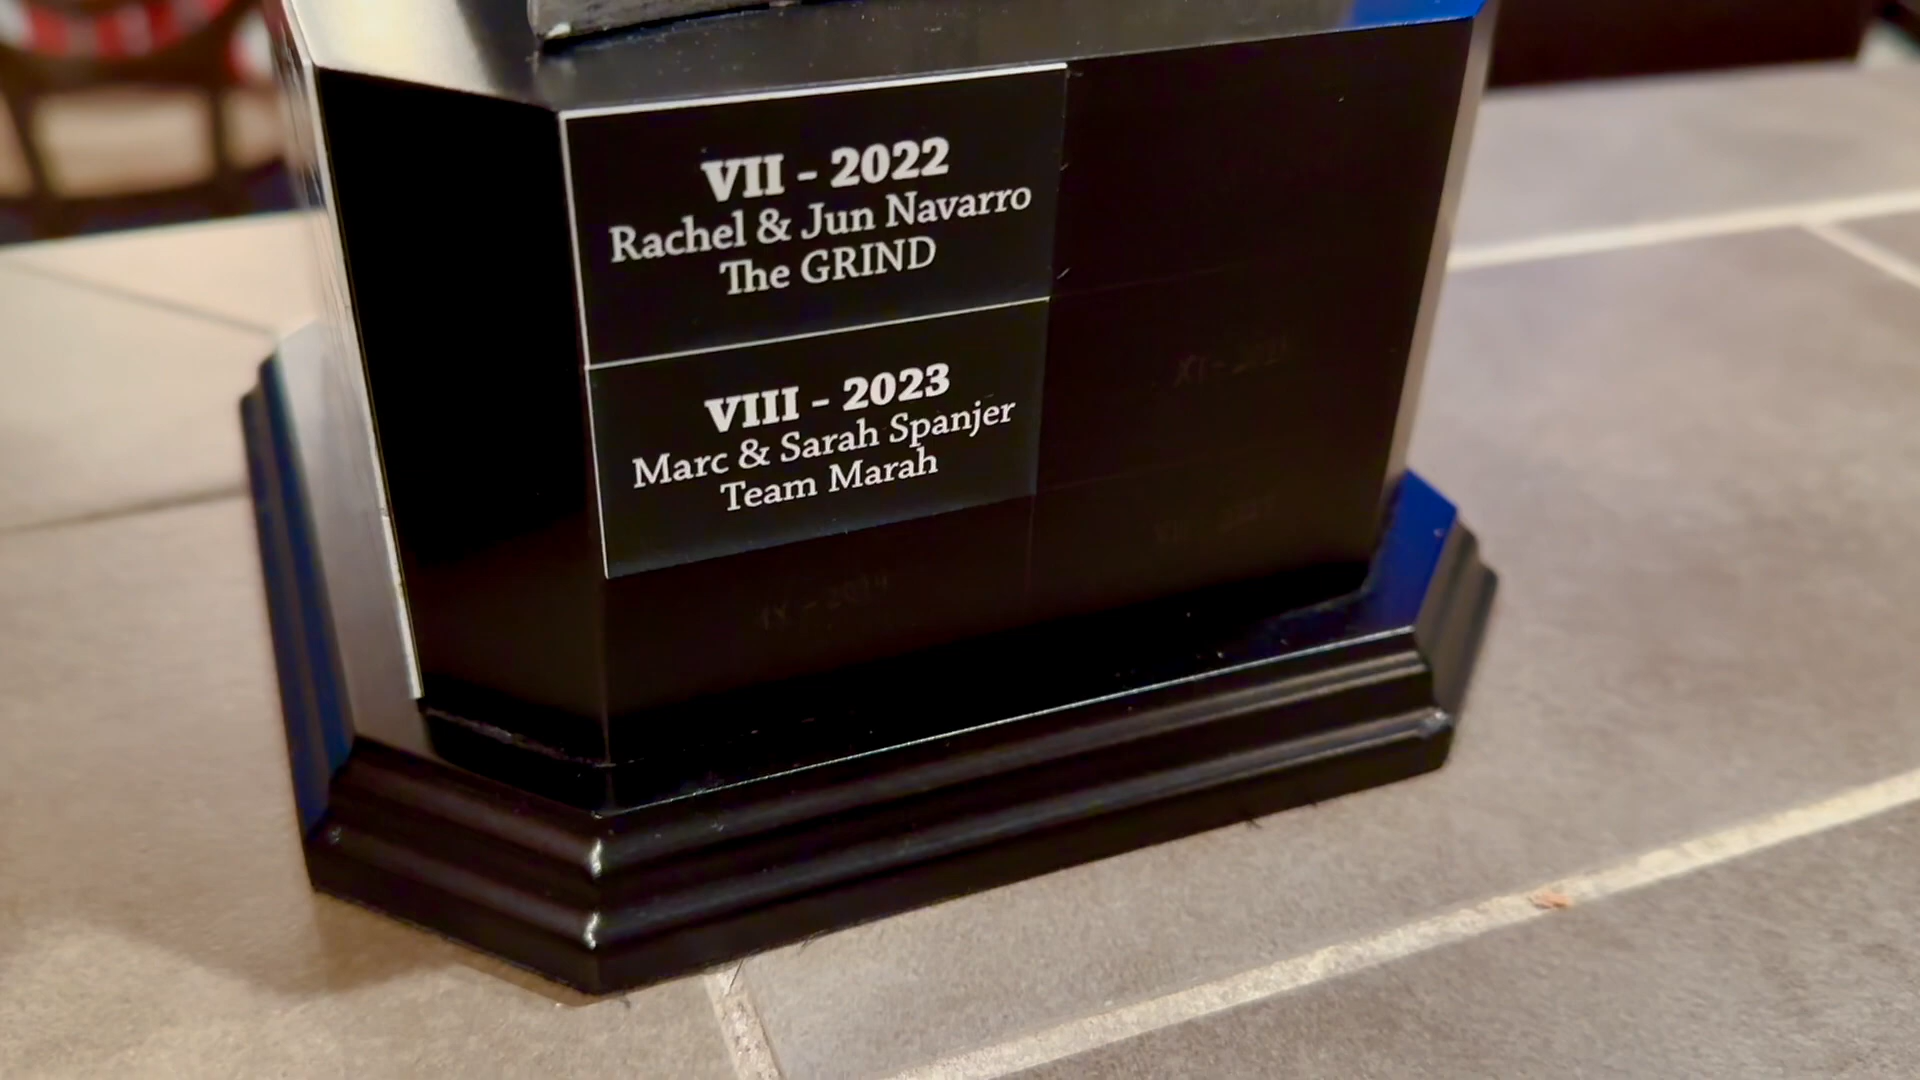 VII - 2022
Rachel & Jun Navarro
The GRIND
VIII - 2023
Marc & Sarah Spanjer
Team Marah